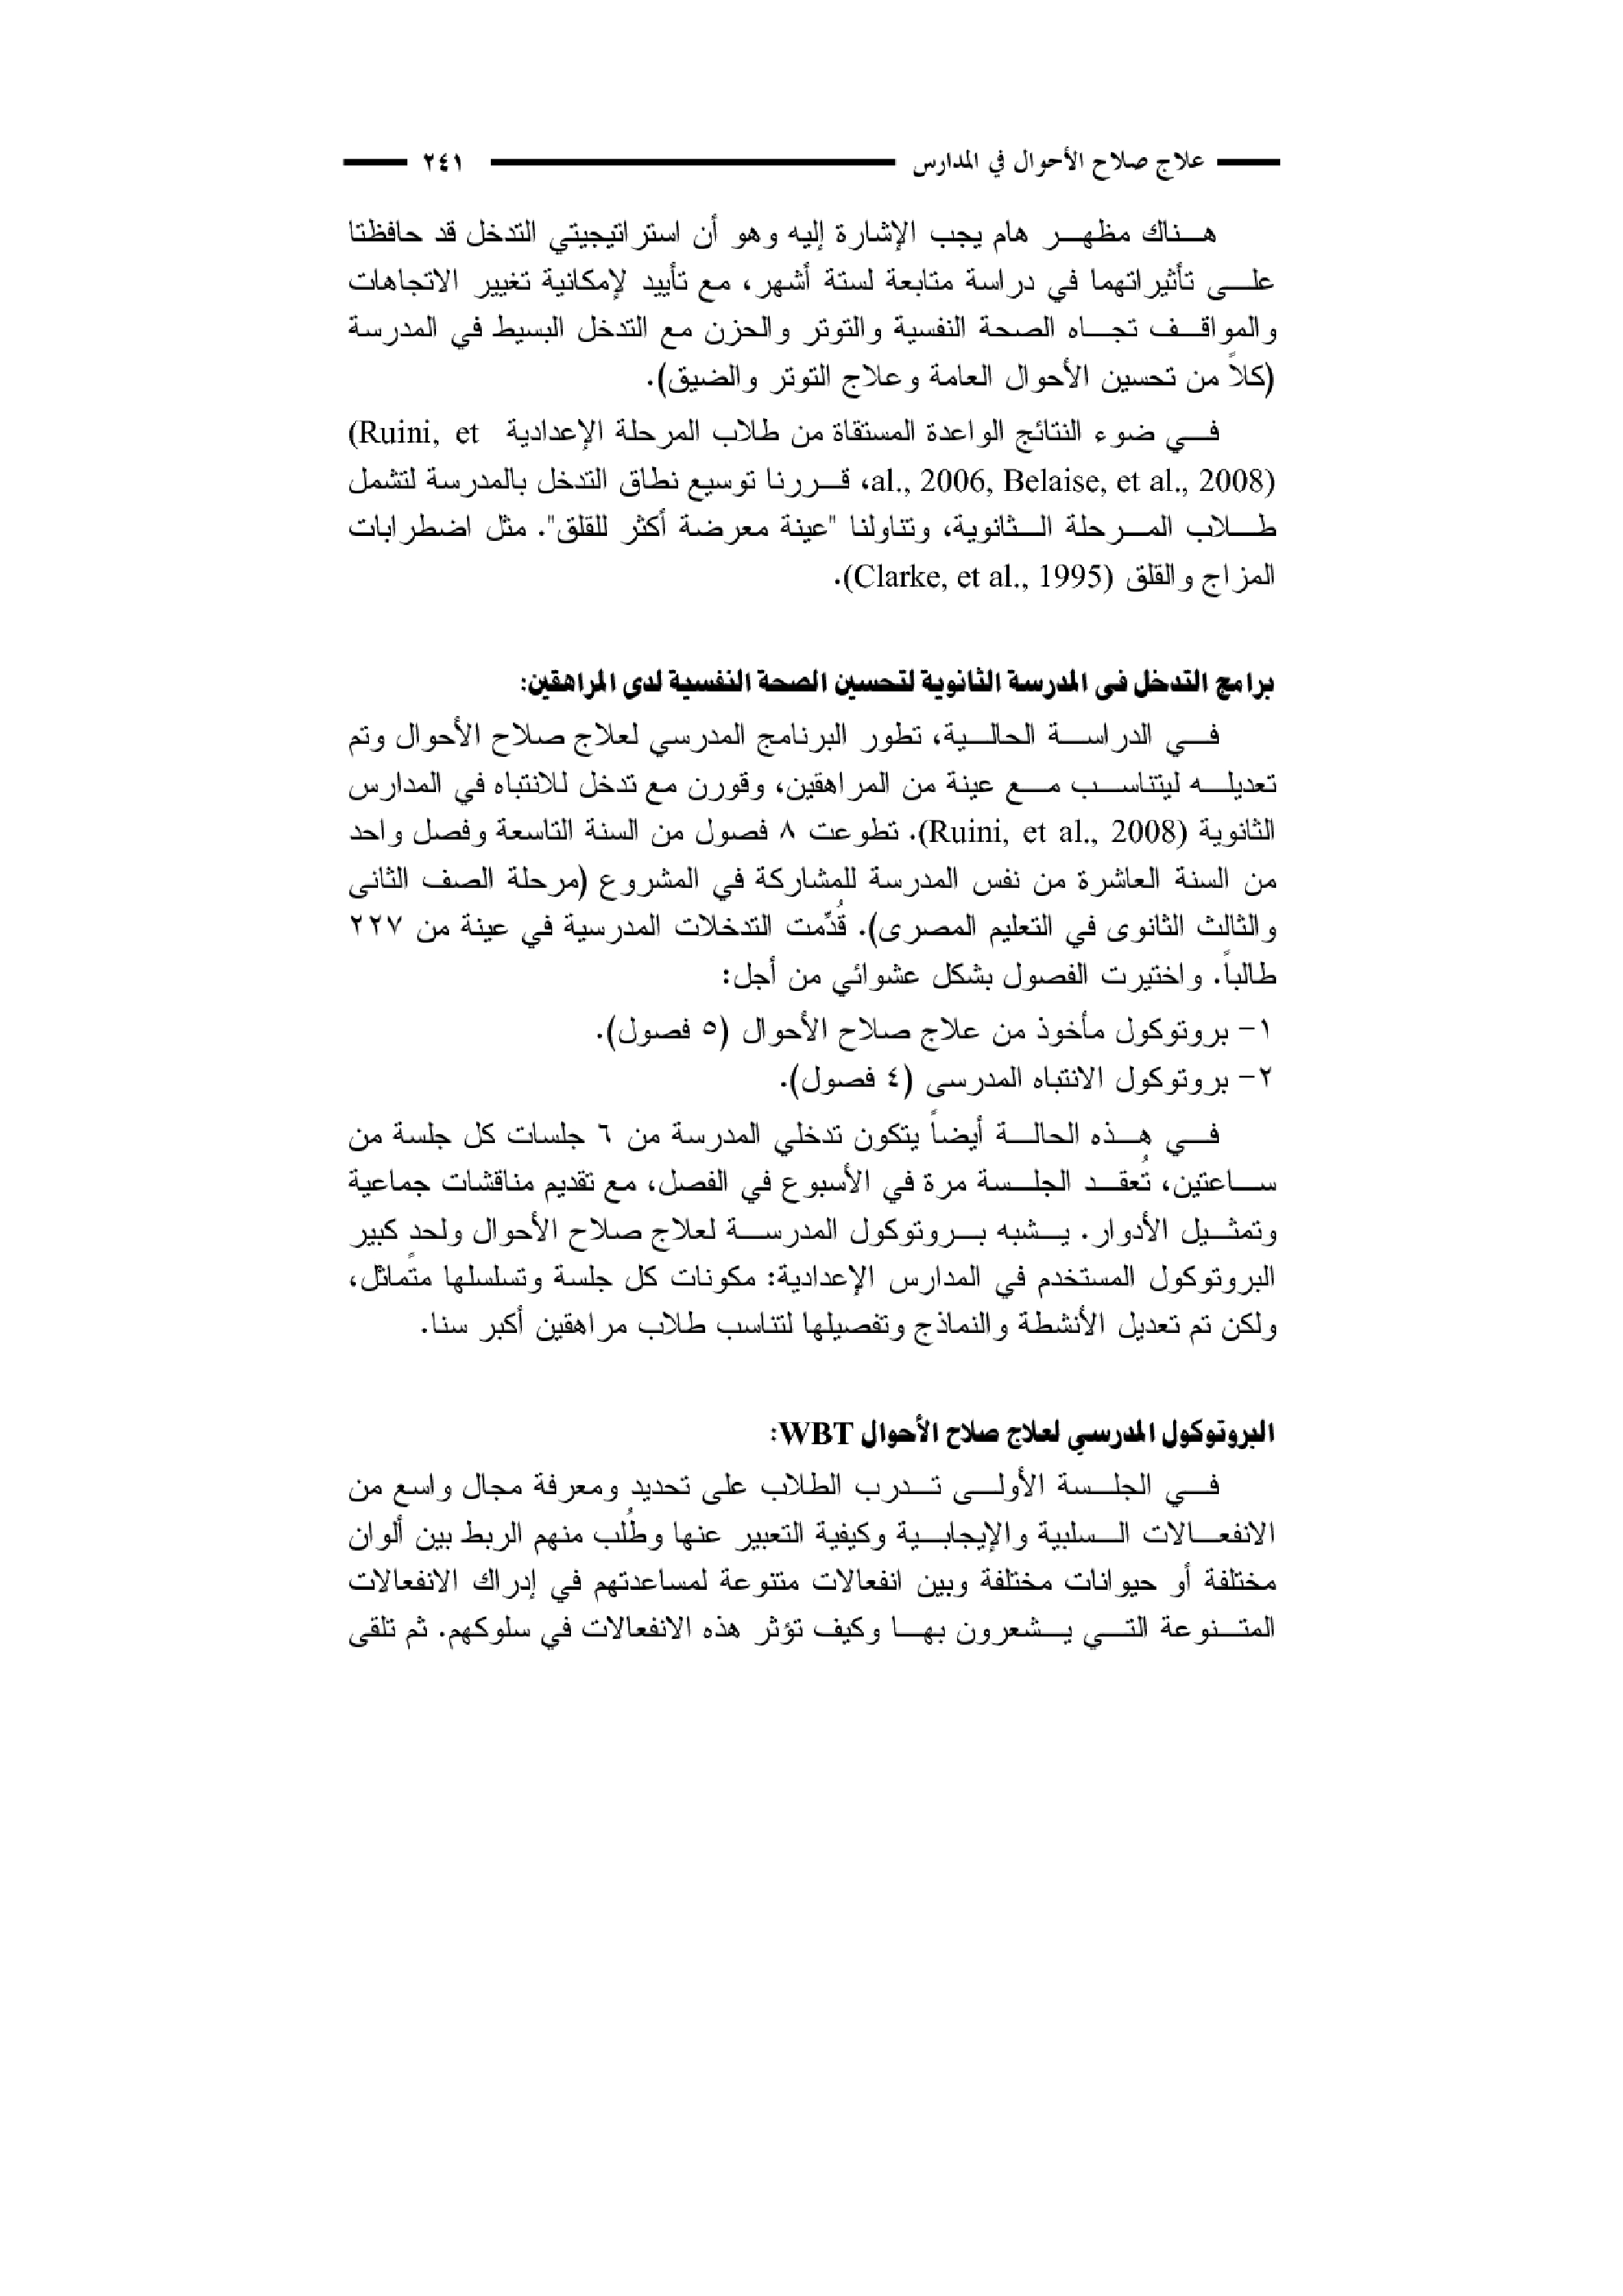 علاج صلاح الأحوال في المدارس ٢٤١
هناك مظهر هام يجب الإشارة إليه وهو أن استراتيجيتي التدخل قد حافظتا
على تأثيراتهما في دراسة متابعة لستة أشهر، مع تأييد لإمكانية تغيير الاتجاهات
والمواقف تجاه الصحة النفسية والتوتر والحزن مع التدخل البسيط في المدرسة
(كلاً من تحسين الأحوال العامة وعلاج التوتر والضيق).
في ضوء النتائج الواعدة المستقاة من طلاب المرحلة الإعدادية (Ruini, et
al., 2006, Belaise, et al., 2008)، قررنا توسيع نطاق التدخل بالمدرسة لتشمل
طلاب المرحلة الثانوية، وتناولنا "عينة معرضة أكثر للقلق". مثل اضطرابات
المزاج والقلق (Clarke, et al., 1995).
برامج التدخل فى المدرسة الثانوية لتحسين الصحة النفسية لدى المراهقين:
في الدراسة الحالية، تطور البرنامج المدرسي لعلاج صلاح الأحوال وتم
تعديله ليتناسب مع عينة من المراهقين، وقورن مع تدخل للانتباه في المدارس
الثانوية (Ruini, et al., 2008). تطوعت ٨ فصول من السنة التاسعة وفصل واحد
من السنة العاشرة من نفس المدرسة للمشاركة في المشروع (مرحلة الصف الثانى
والثالث الثانوى في التعليم المصرى). قُدِّمت التدخلات المدرسية في عينة من ٢٢٧
طالباً. واختيرت الفصول بشكل عشوائي من أجل:
١- بروتوكول مأخوذ من علاج صلاح الأحوال (٥ فصول).
٢- بروتوكول الانتباه المدرسى (٤ فصول).
في هذه الحالة أيضاً يتكون تدخلي المدرسة من ٦ جلسات كل جلسة من
ساعتين، تُعقد الجلسة مرة في الأسبوع في الفصل، مع تقديم مناقشات جماعية
وتمثيل الأدوار. يشبه بروتوكول المدرسة لعلاج صلاح الأحوال ولحدٍ كبير
البروتوكول المستخدم في المدارس الإعدادية: مكونات كل جلسة وتسلسلها متماثل،
ولكن تم تعديل الأنشطة والنماذج وتفصيلها لتناسب طلاب مراهقين أكبر سنا.
البروتوكول المدرسي لعلاج صلاح الأحوال WBT:
في الجلسة الأولى تدرب الطلاب على تحديد ومعرفة مجال واسع من
الانفعالات السلبية والإيجابية وكيفية التعبير عنها وطُلب منهم الربط بين ألوان
مختلفة أو حيوانات مختلفة وبين انفعالات متنوعة لمساعدتهم في إدراك الانفعالات
المتنوعة التي يشعرون بها وكيف تؤثر هذه الانفعالات في سلوكهم. ثم تلقى